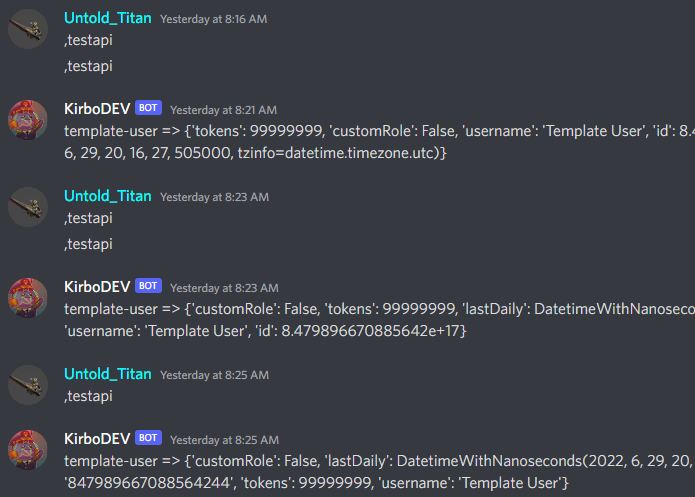 Untold_Titan Yesterday at 8:16 AM
,testapi
,testapi
KirboDEV BOT Yesterday at 8:21 AM
template-user => {'tokens': 99999999, 'customRole': False, 'username': 'Template User', 'id': 8.4
6, 29, 20, 16, 27, 505000, tzinfo=datetime.timezone.utc)}
Untold_Titan Yesterday at 8:23 AM
,testapi
,testapi
KirboDEV BOT Yesterday at 8:23 AM
template-user => {'customRole': False, 'tokens': 99999999, 'lastDaily': DatetimeWithNanoseco
'username': 'Template User', 'id': 8.479896670885642e+17}
Untold_Titan Yesterday at 8:25 AM
,testapi
KirboDEV BOT Yesterday at 8:25 AM
template-user => {'customRole': False, 'lastDaily': DatetimeWithNanoseconds(2022, 6, 29, 20,
'847989667088564244', 'tokens': 99999999, 'username': 'Template User'}